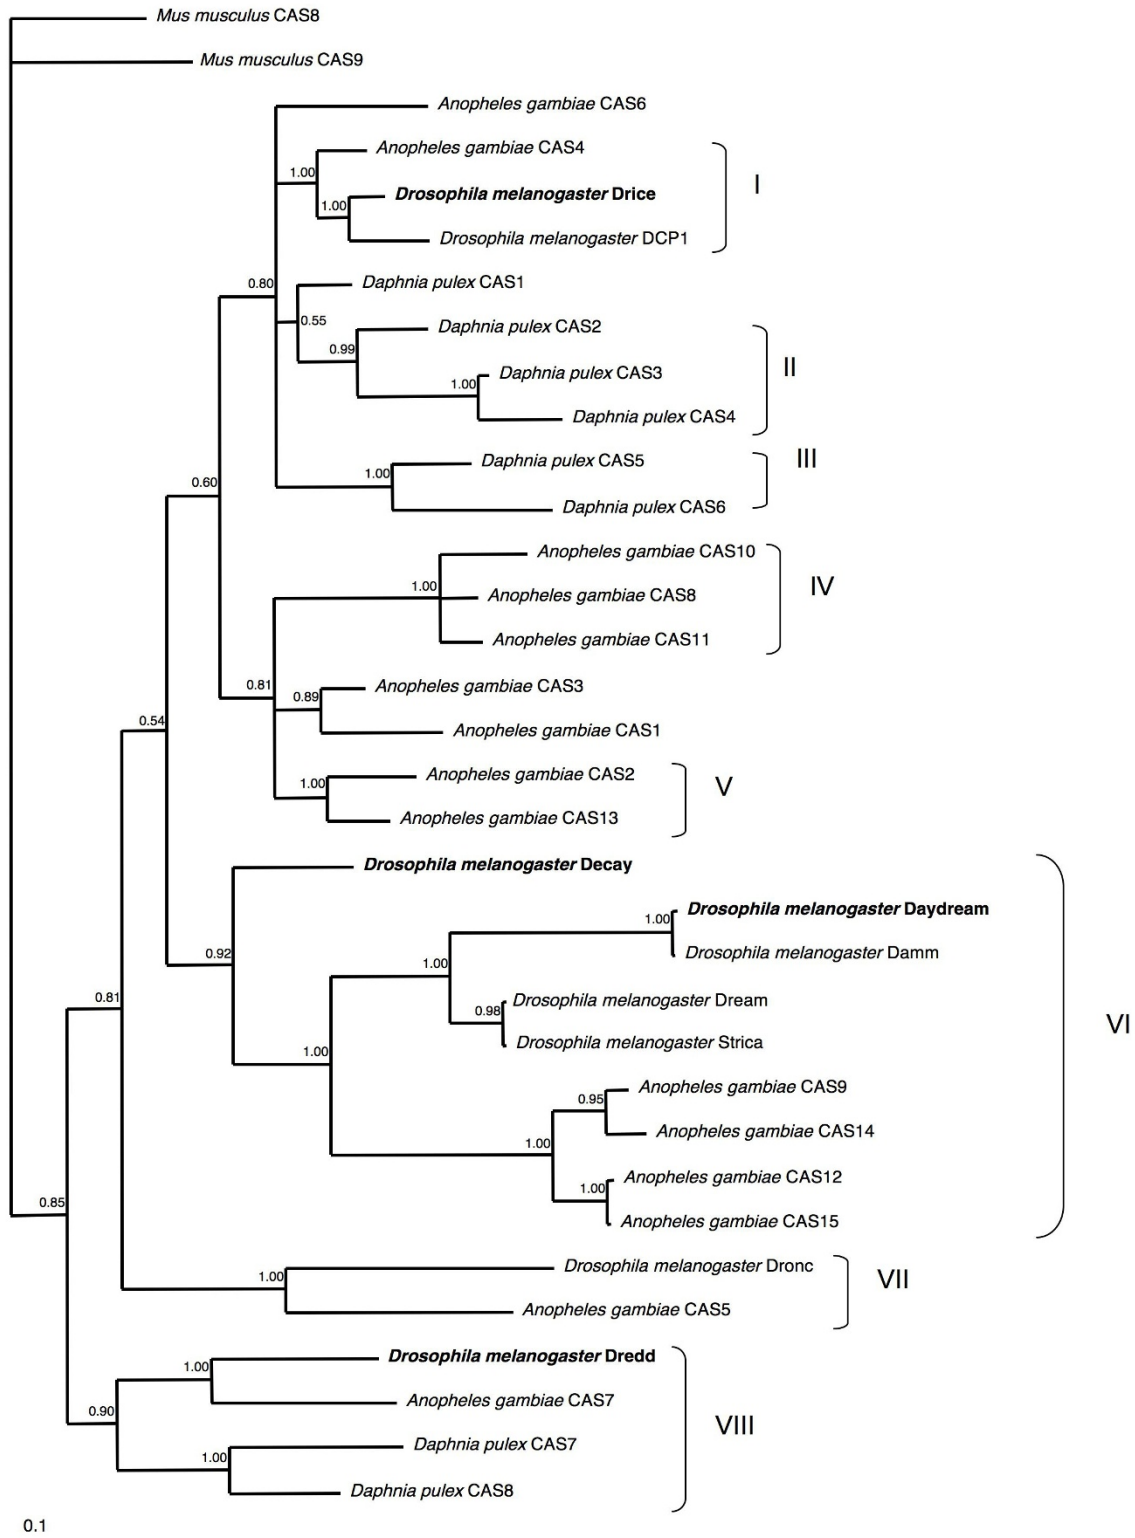 Mus musculus CAS8
Mus musculus CAS9
Anopheles gambiae CAS6
Anopheles gambiae CAS4
1.00
I
Drosophila melanogaster Drice
1.00
Drosophila melanogaster DCP1
0.80
Daphnia pulex CAS1
0.55
Daphnia pulex CAS2
0.99
II
Daphnia pulex CAS3
1.00
Daphnia pulex CAS4
Daphnia pulex CAS5
III
1.00
0.60
Daphnia pulex CAS6
Anopheles gambiae CAS10
1.00
IV
Anopheles gambiae CAS8
Anopheles gambiae CAS11
0.81
Anopheles gambiae CAS3
0.89
0.54
Anopheles gambiae CAS1
Anopheles gambiae CAS2
1.00
V
Anopheles gambiae CAS13
Drosophila melanogaster Decay
Drosophila melanogaster Daydream
1.00
0.92
Drosophila melanogaster Damm
1.00
0.81
Drosophila melanogaster Dream
0.98
VI
Drosophila melanogaster Strica
1.00
Anopheles gambiae CAS9
0.95
Anopheles gambiae CAS14
1.00
Anopheles gambiae CAS12
1.00
0.85
Anopheles gambiae CAS15
Drosophila melanogaster Dronc
1.00
VII
Anopheles gambiae CAS5
Drosophila melanogaster Dredd
1.00
Anopheles gambiae CAS7
0.90
VIII
Daphnia pulex CAS7
1.00
Daphnia pulex CAS8
0.1